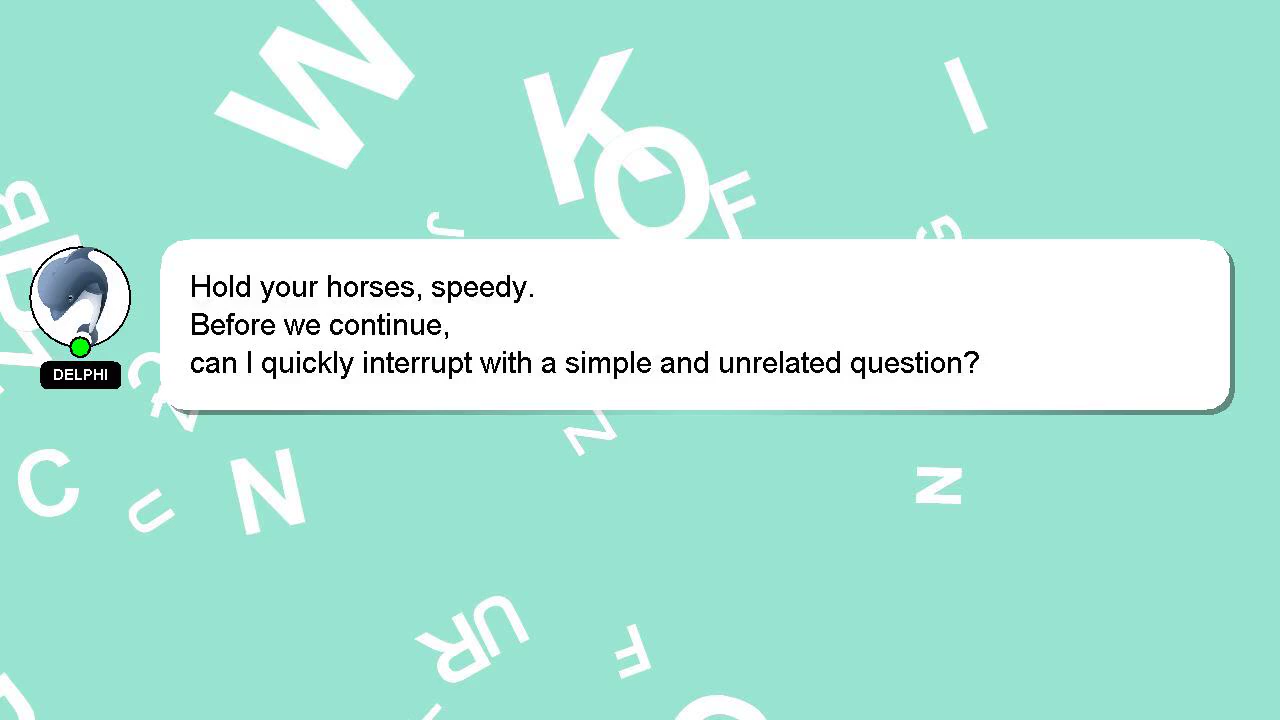 W
K
O
I
F
J
G
B
D
DELPHI
Hold your horses, speedy.
Before we continue,
can I quickly interrupt with a simple and unrelated question?
C
Z
N
C
U
N
N
U
R
F